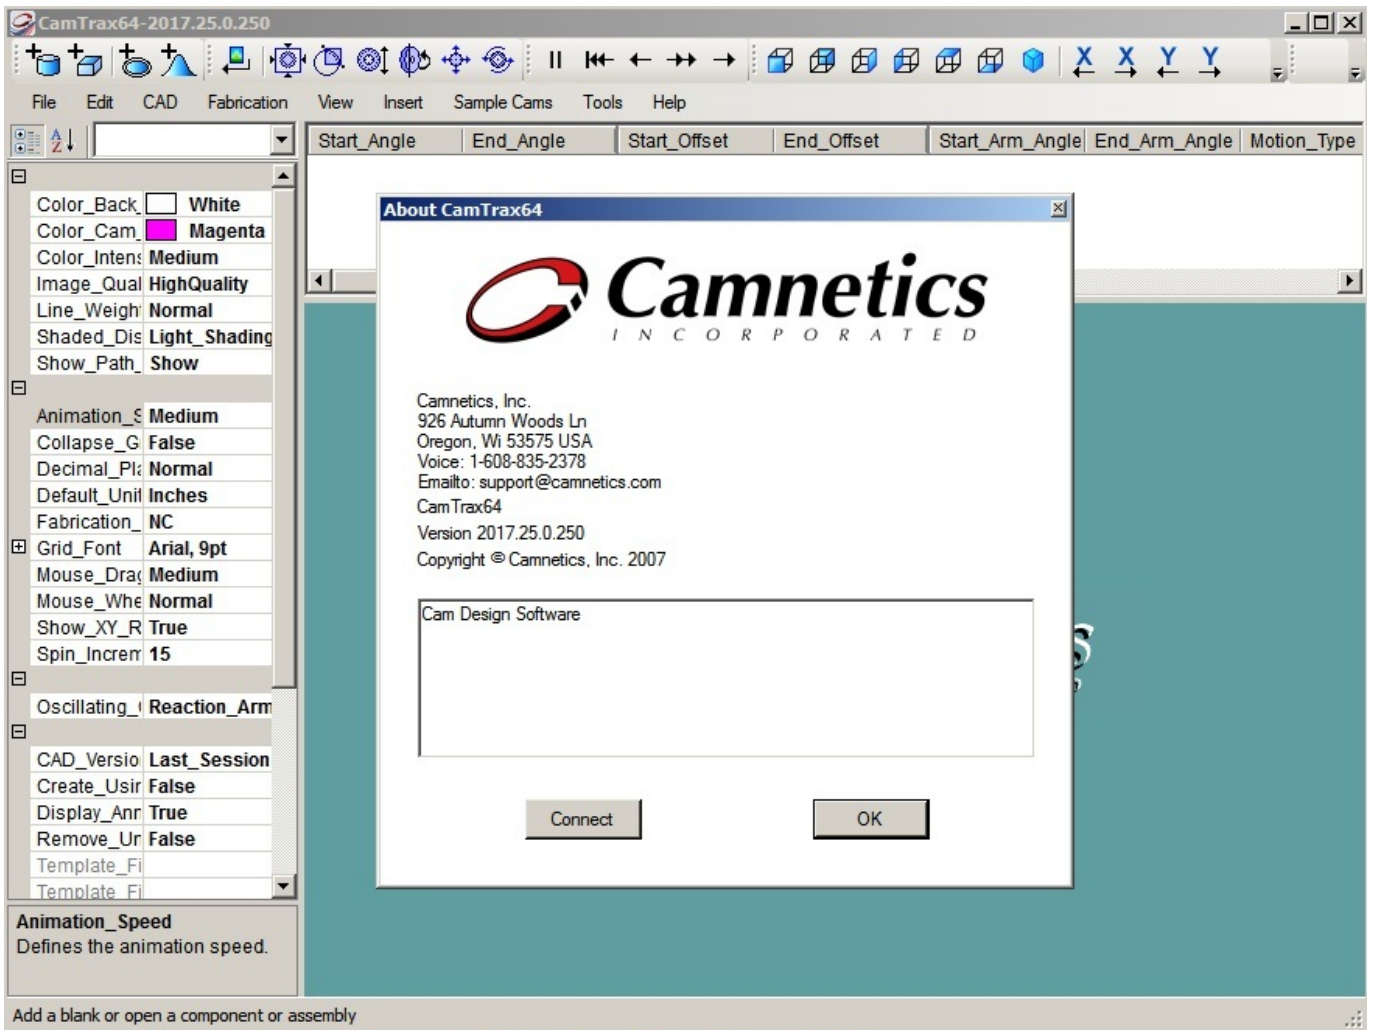 CamTrax64-2017.25.0.250
X X Y Y
File Edit CAD Fabrication View Insert Sample Cams Tools Help
Start_Angle End_Angle Start_Offset End_Offset Start_Arm_Angle End_Arm_Angle Motion_Type
Color_Back_ White
Color_Cam_ Magenta
Color_Intens Medium
Image_Qual HighQuality
Line_Weigh Normal
Shaded_Dis Light_Shading
Show_Path_ Show
Animation_S Medium
Collapse_G False
Decimal_Pla Normal
Default_Unit Inches
Fabrication_ NC
Grid_Font Arial, 9pt
Mouse_Drag Medium
Mouse_Whe Normal
Show_XY_R True
Spin_Increm 15
Oscillating_ Reaction_Arm
CAD_Versio Last_Session
Create_Usin False
Display_Ann True
Remove_Un False
Template_Fi
Template_Fi
Animation_Speed
Defines the animation speed.
About CamTrax64
Camnetics
INCORPORATED
Camnetics, Inc.
926 Autumn Woods Ln
Oregon, Wi 53575 USA
Voice: 1-608-835-2378
Emailto: support@camnetics.com
CamTrax64
Version 2017.25.0.250
Copyright © Camnetics, Inc. 2007
Cam Design Software
Connect OK
Add a blank or open a component or assembly